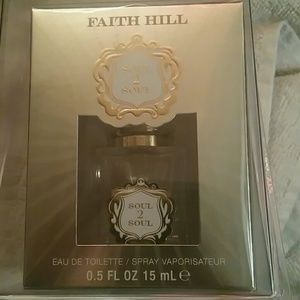 FAITH HILL
SOUL
2
SOUL
SOUL
2
SOUL
EAU DE TOILETTE / SPRAY VAPORISATEUR
0.5 FL OZ 15 mL ℮